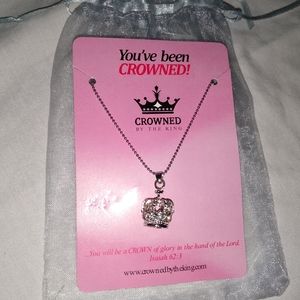 You've been
CROWNED!
CROWNED
BY THE KING
...You will be a CROWN of glory in the hand of the Lord
Isaiah 62:3
www.crownedbytheking.com